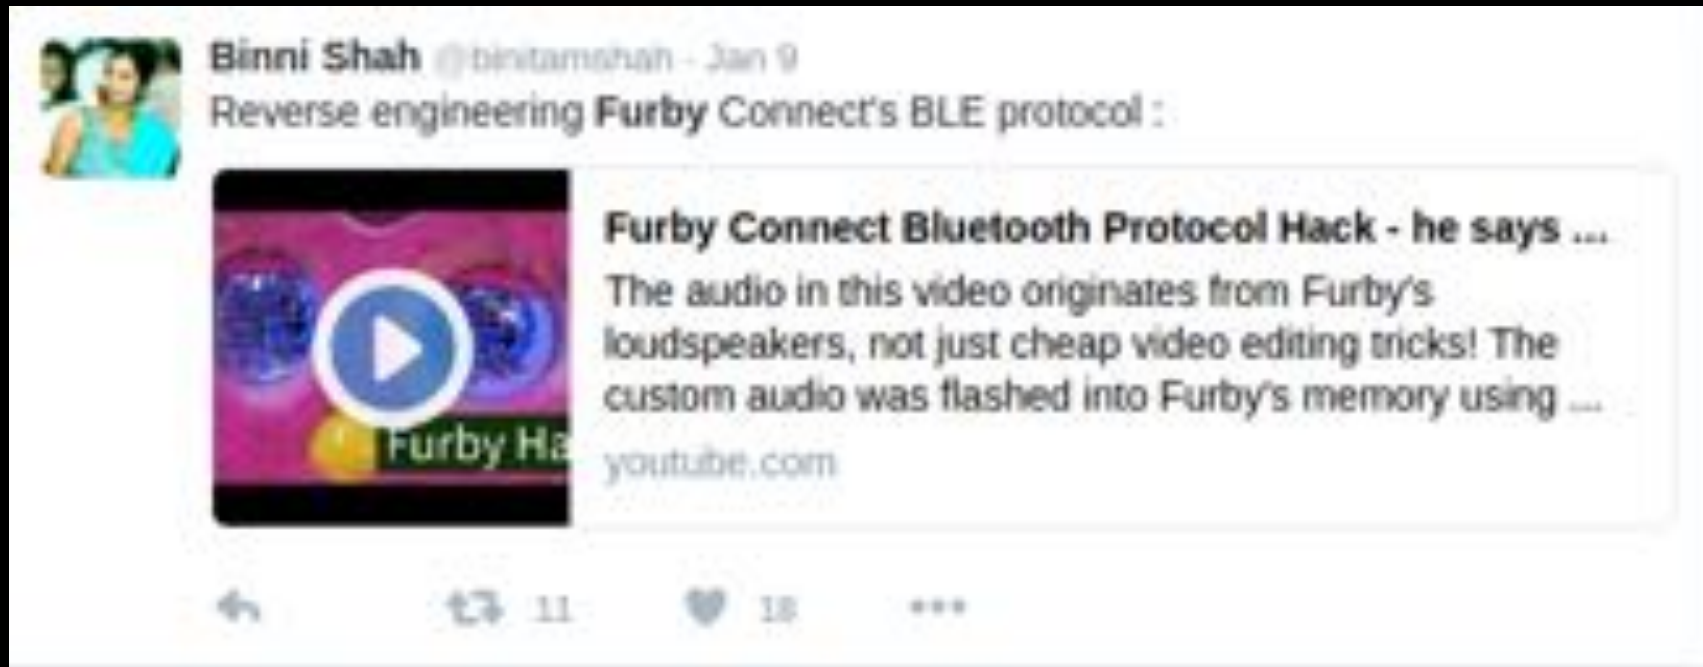 Binni Shah @binitamshah - Jan 9
Reverse engineering Furby Connect's BLE protocol :
Furby Connect Bluetooth Protocol Hack - he says ...
The audio in this video originates from Furby's
loudspeakers, not just cheap video editing tricks! The
custom audio was flashed into Furby's memory using ...
Furby Ha
youtube.com
11 18